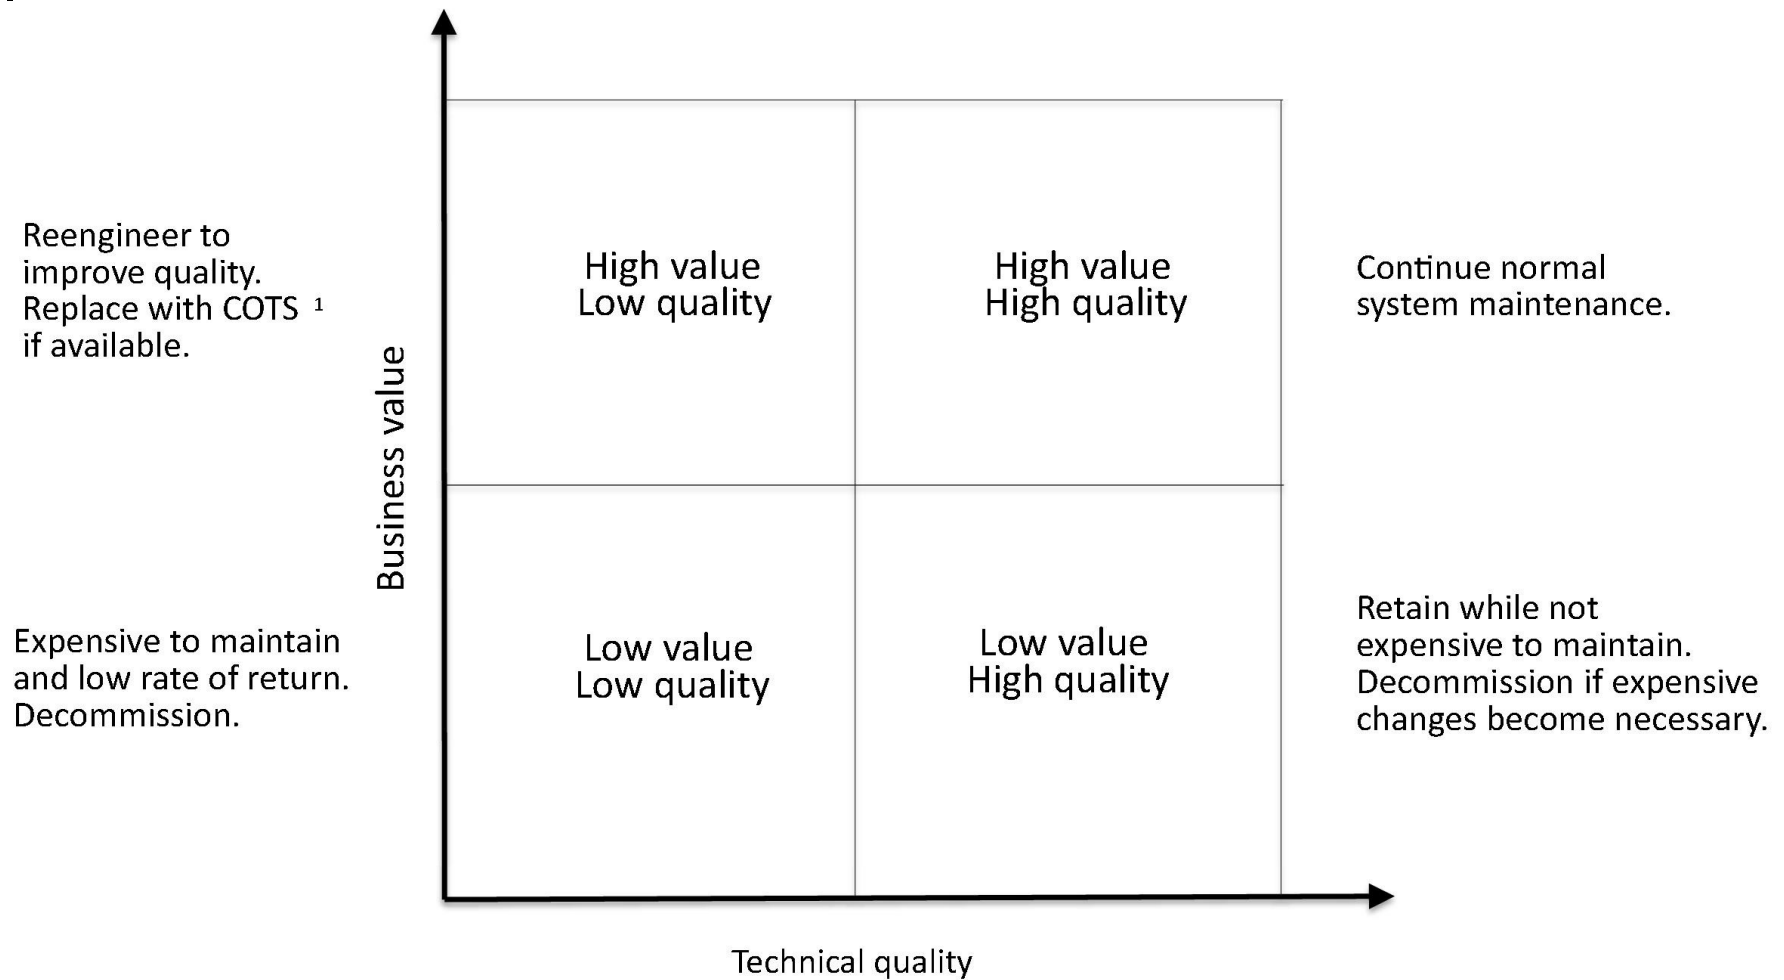 Reengineer to
improve quality.
Replace with COTS 1
if available.
High value
Low quality
High value
High quality
Continue normal
system maintenance.
Business value
Expensive to maintain
and low rate of return.
Decommission.
Low value
Low quality
Low value
High quality
Retain while not
expensive to maintain.
Decommission if expensive
changes become necessary.
Technical quality